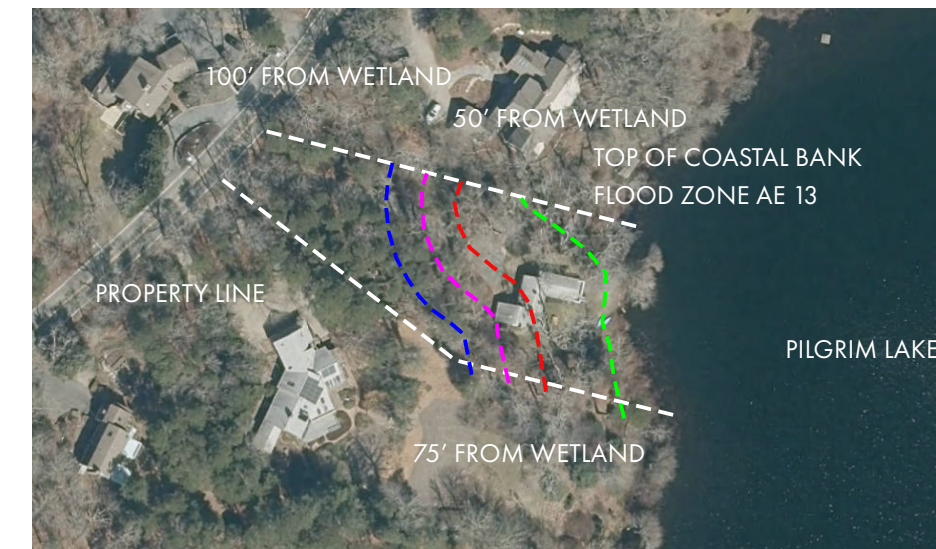 100' FROM WETLAND
50' FROM WETLAND
TOP OF COASTAL BANK
FLOOD ZONE AE 13
PROPERTY LINE
PILGRIM LAKE
75' FROM WETLAND